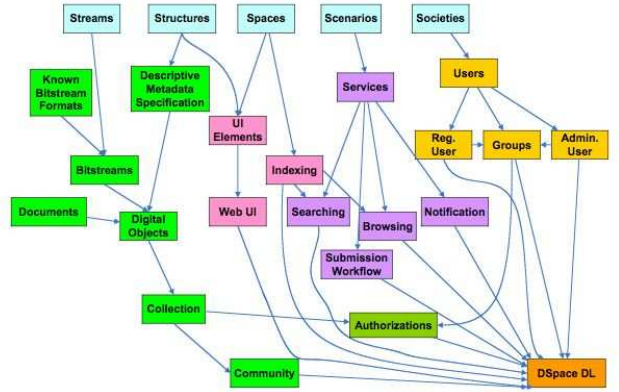 Streams
Structures
Spaces
Scenarios
Societies
Known
Bitstream
Formats
Descriptive
Metadata
Specification
Services
Users
UI
Elements
Reg.
User
Groups
Admin.
User
Bitstreams
Indexing
Documents
Digital
Objects
Web UI
Searching
Browsing
Notification
Submission
Workflow
Collection
Authorizations
Community
DSpace DL